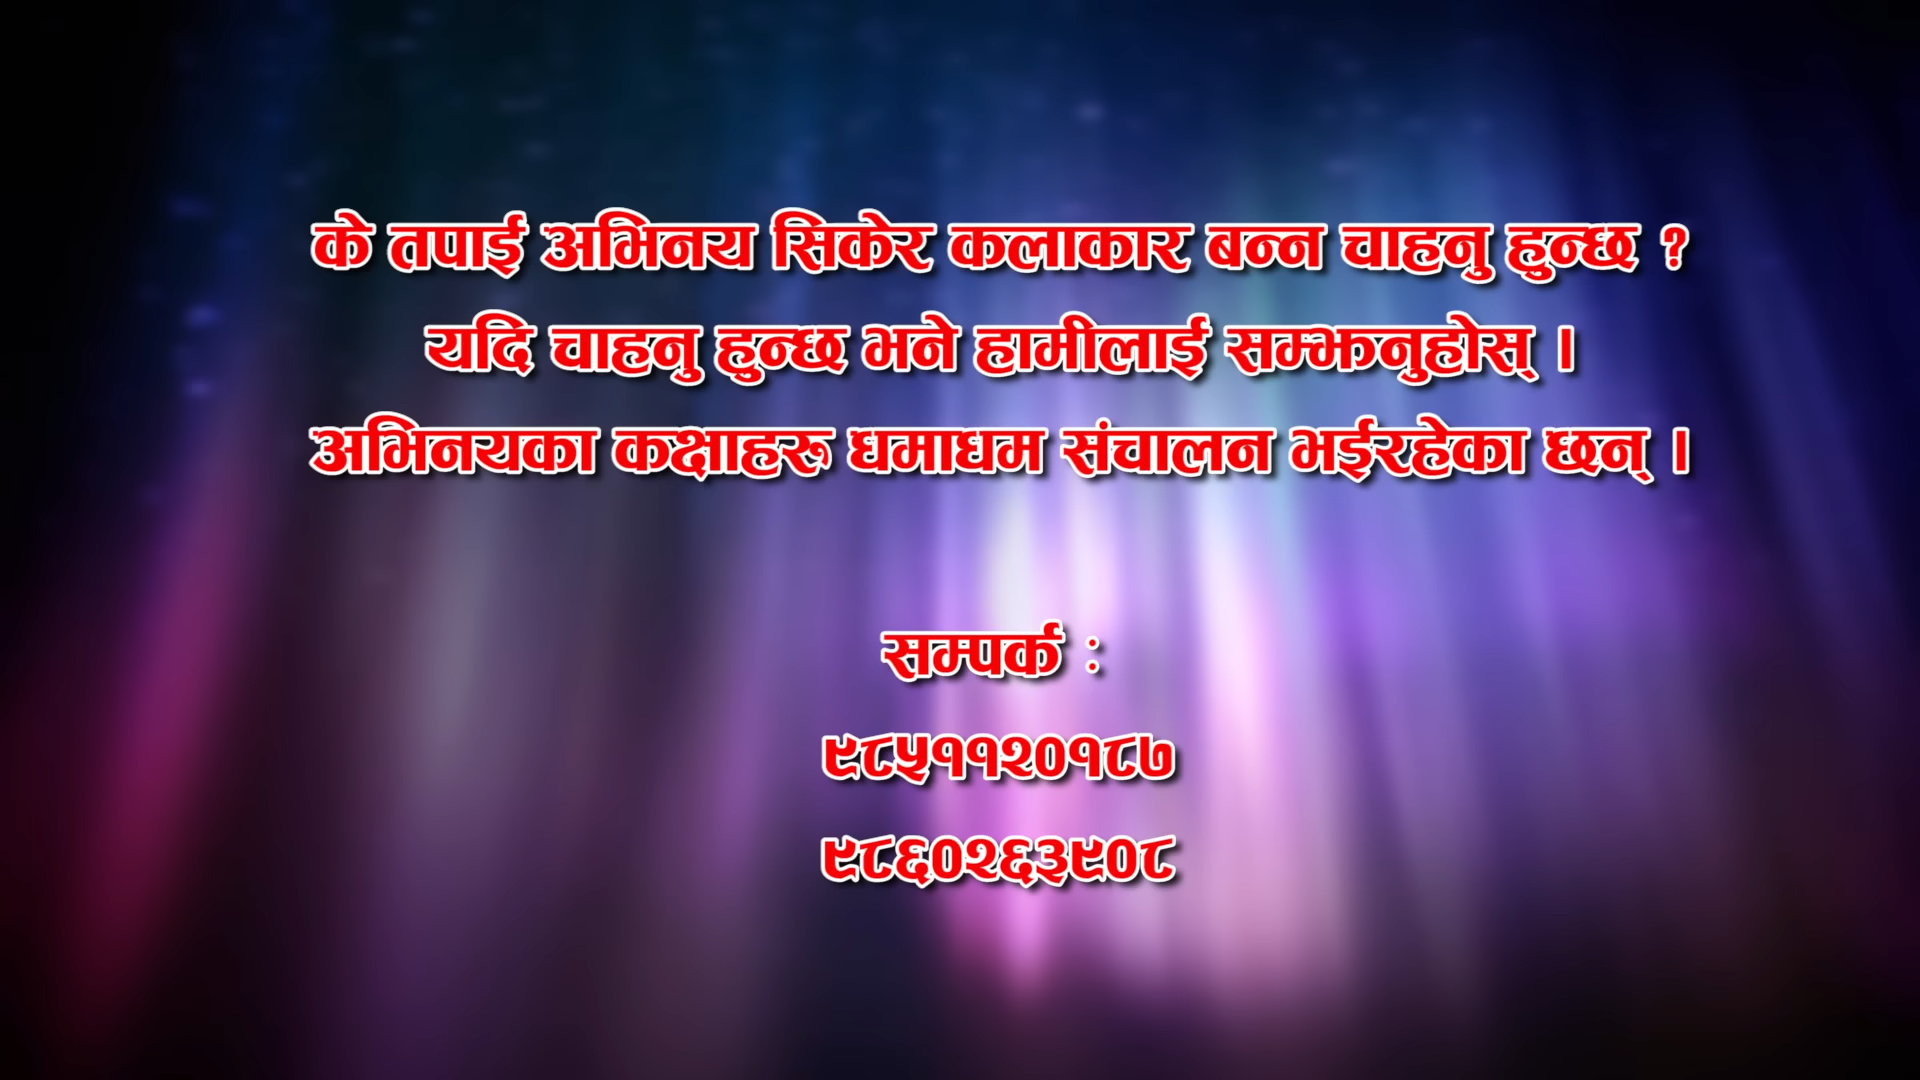 के तपाई अभिनय सिकेर कलाकार बन्न चाहनु हुन्छ ?
यदि चाहनु हुन्छ भने हामीलाई सम्झनुहोस् ।
अभिनयका कक्षाहरू धमाधम संचालन भईरहेका छन् ।
सम्पर्क :
९८५११२०१८७
९८६०२६३९०८